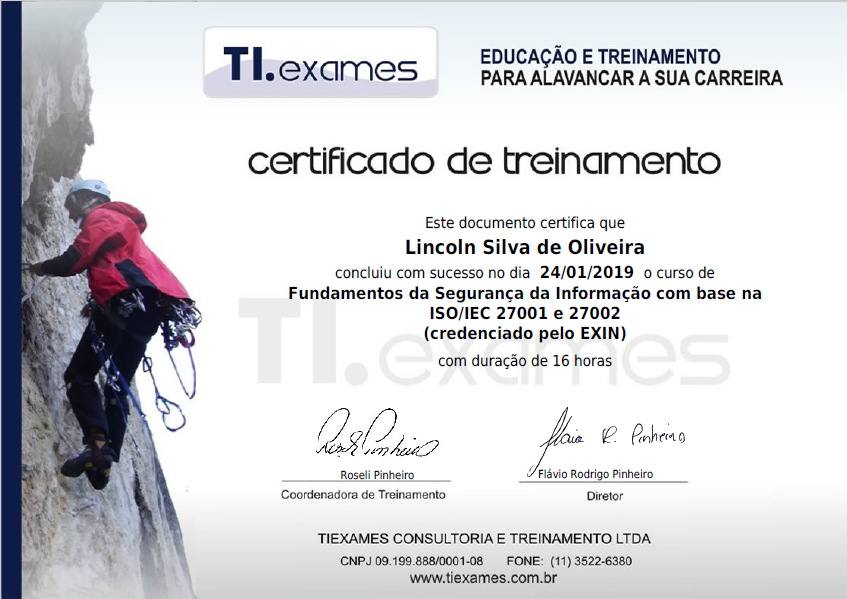 TI.exames
EDUCAÇÃO E TREINAMENTO
PARA ALAVANCAR A SUA CARREIRA
certificado de treinamento
Este documento certifica que
Lincoln Silva de Oliveira
concluiu com sucesso no dia 24/01/2019 o curso de
Fundamentos da Segurança da Informação com base na
ISO/IEC 27001 e 27002
(credenciado pelo EXIN)
TI.exames
com duração de 16 horas
Roseli Pinheiro
Flávio R. Pinheiro
Roseli Pinheiro
Flávio Rodrigo Pinheiro
Coordenadora de Treinamento
Diretor
TIEXAMES CONSULTORIA E TREINAMENTO LTDA
CNPJ 09.199.888/0001-08 FONE: (11) 3522-6380
www.tiexames.com.br